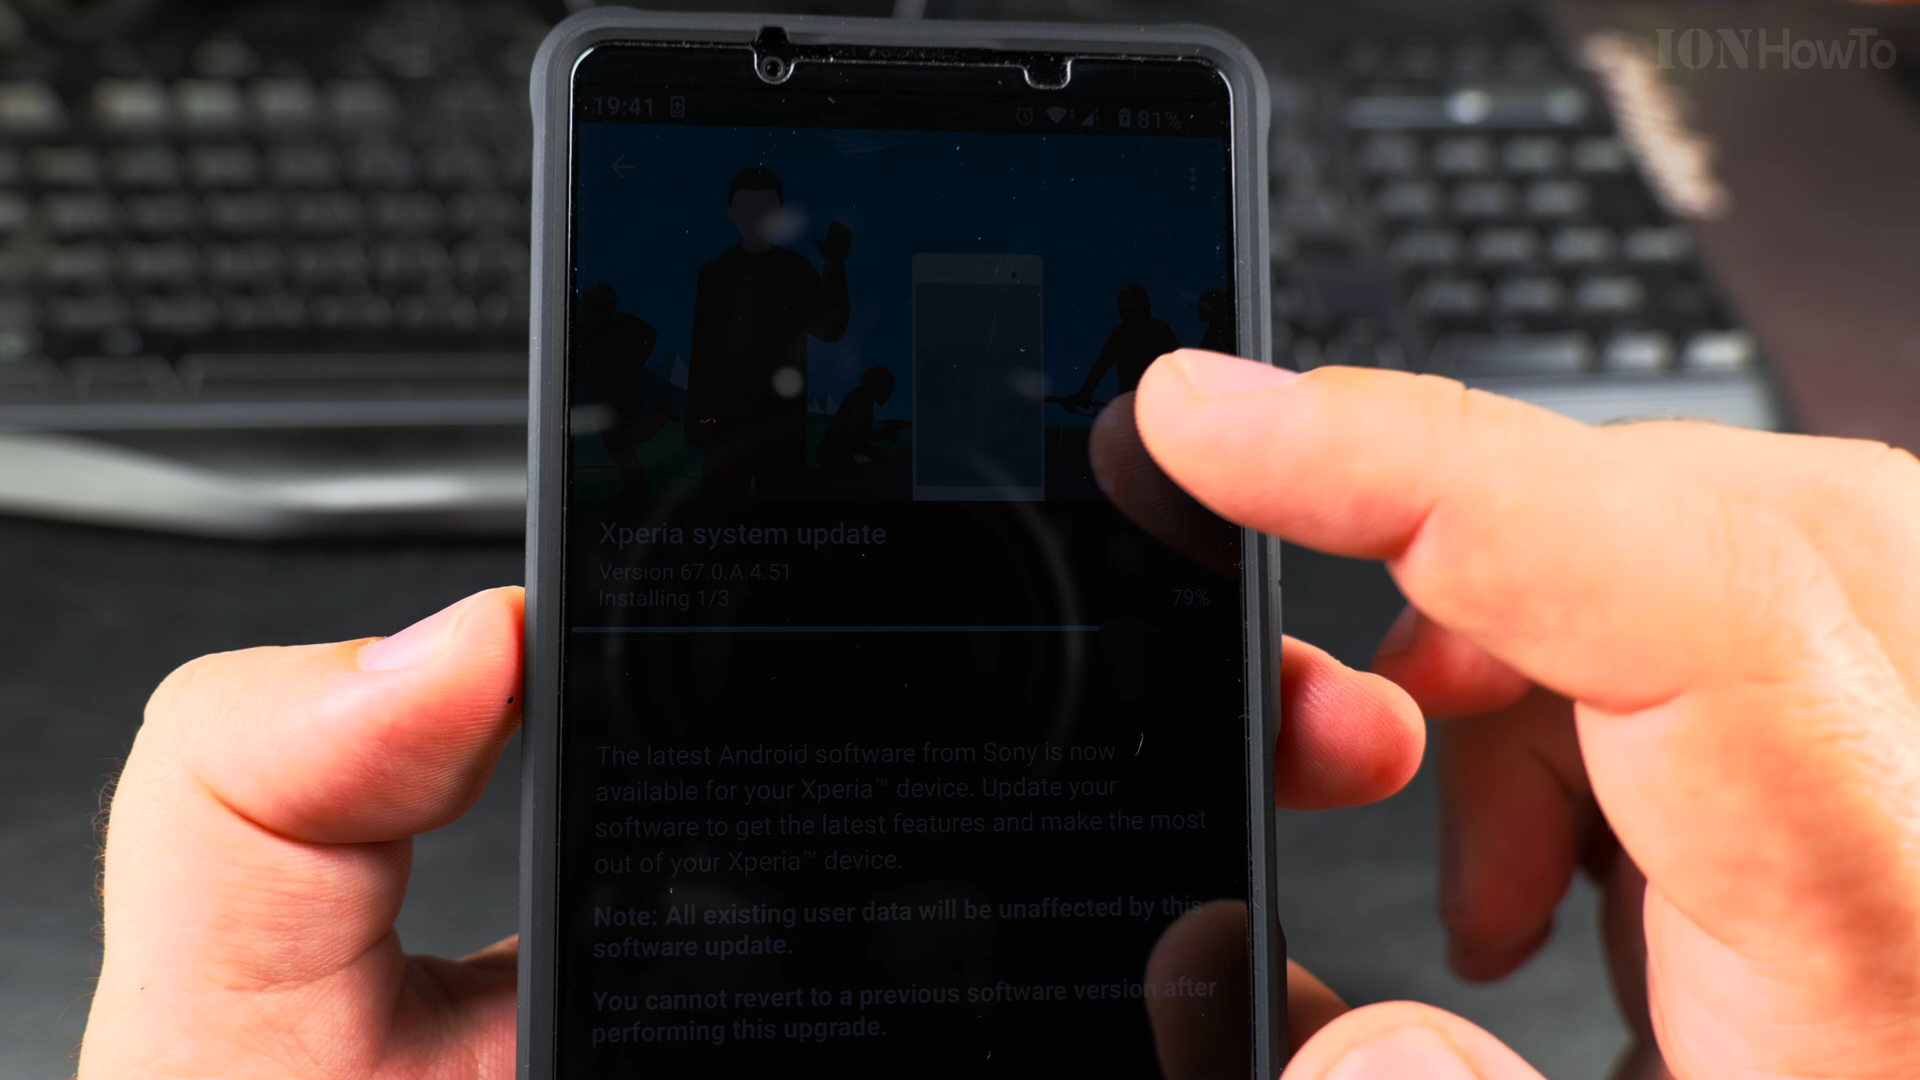 IONHowTo
19:41
81%
Xperia system update
Version 67.0.A.4.51
Installing 1/3
79%
The latest Android software from Sony is now
available for your Xperia™ device. Update your
software to get the latest features and make the most
out of your Xperia™ device.
Note: All existing user data will be unaffected by this
software update.
You cannot revert to a previous software version after
performing this upgrade.